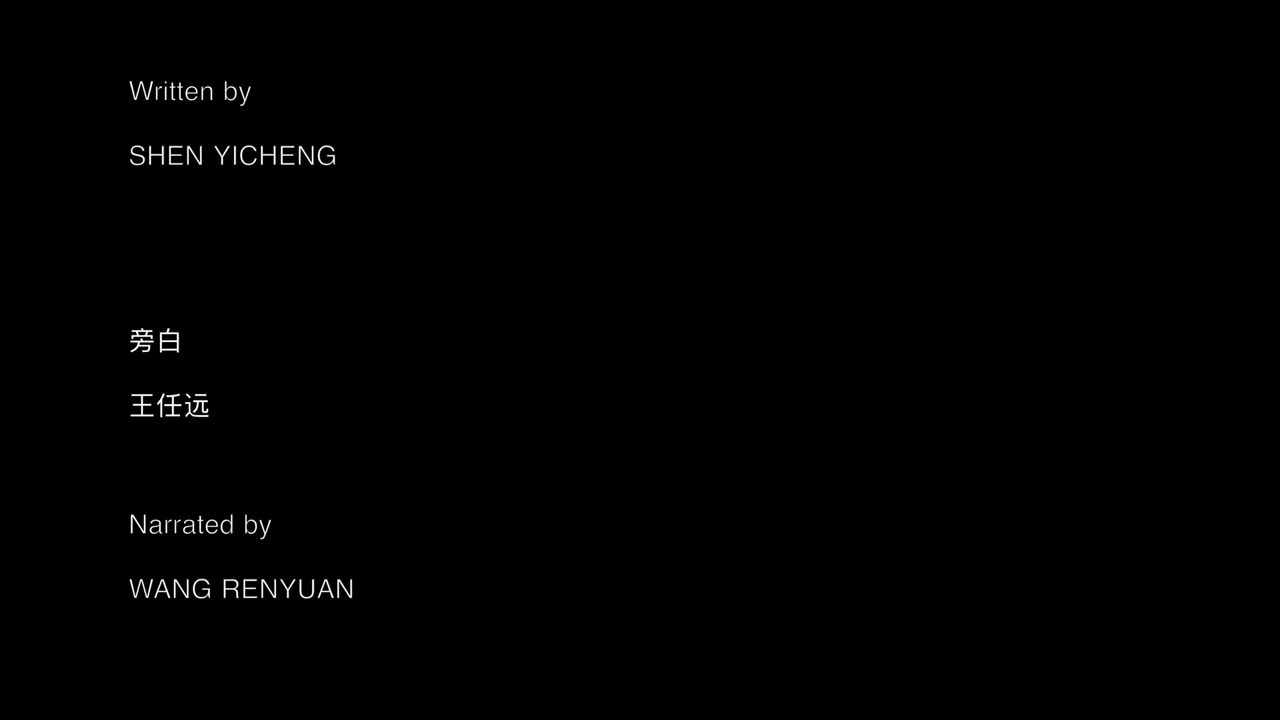 Written by
SHEN YICHENG
旁白
王任远
Narrated by
WANG RENYUAN